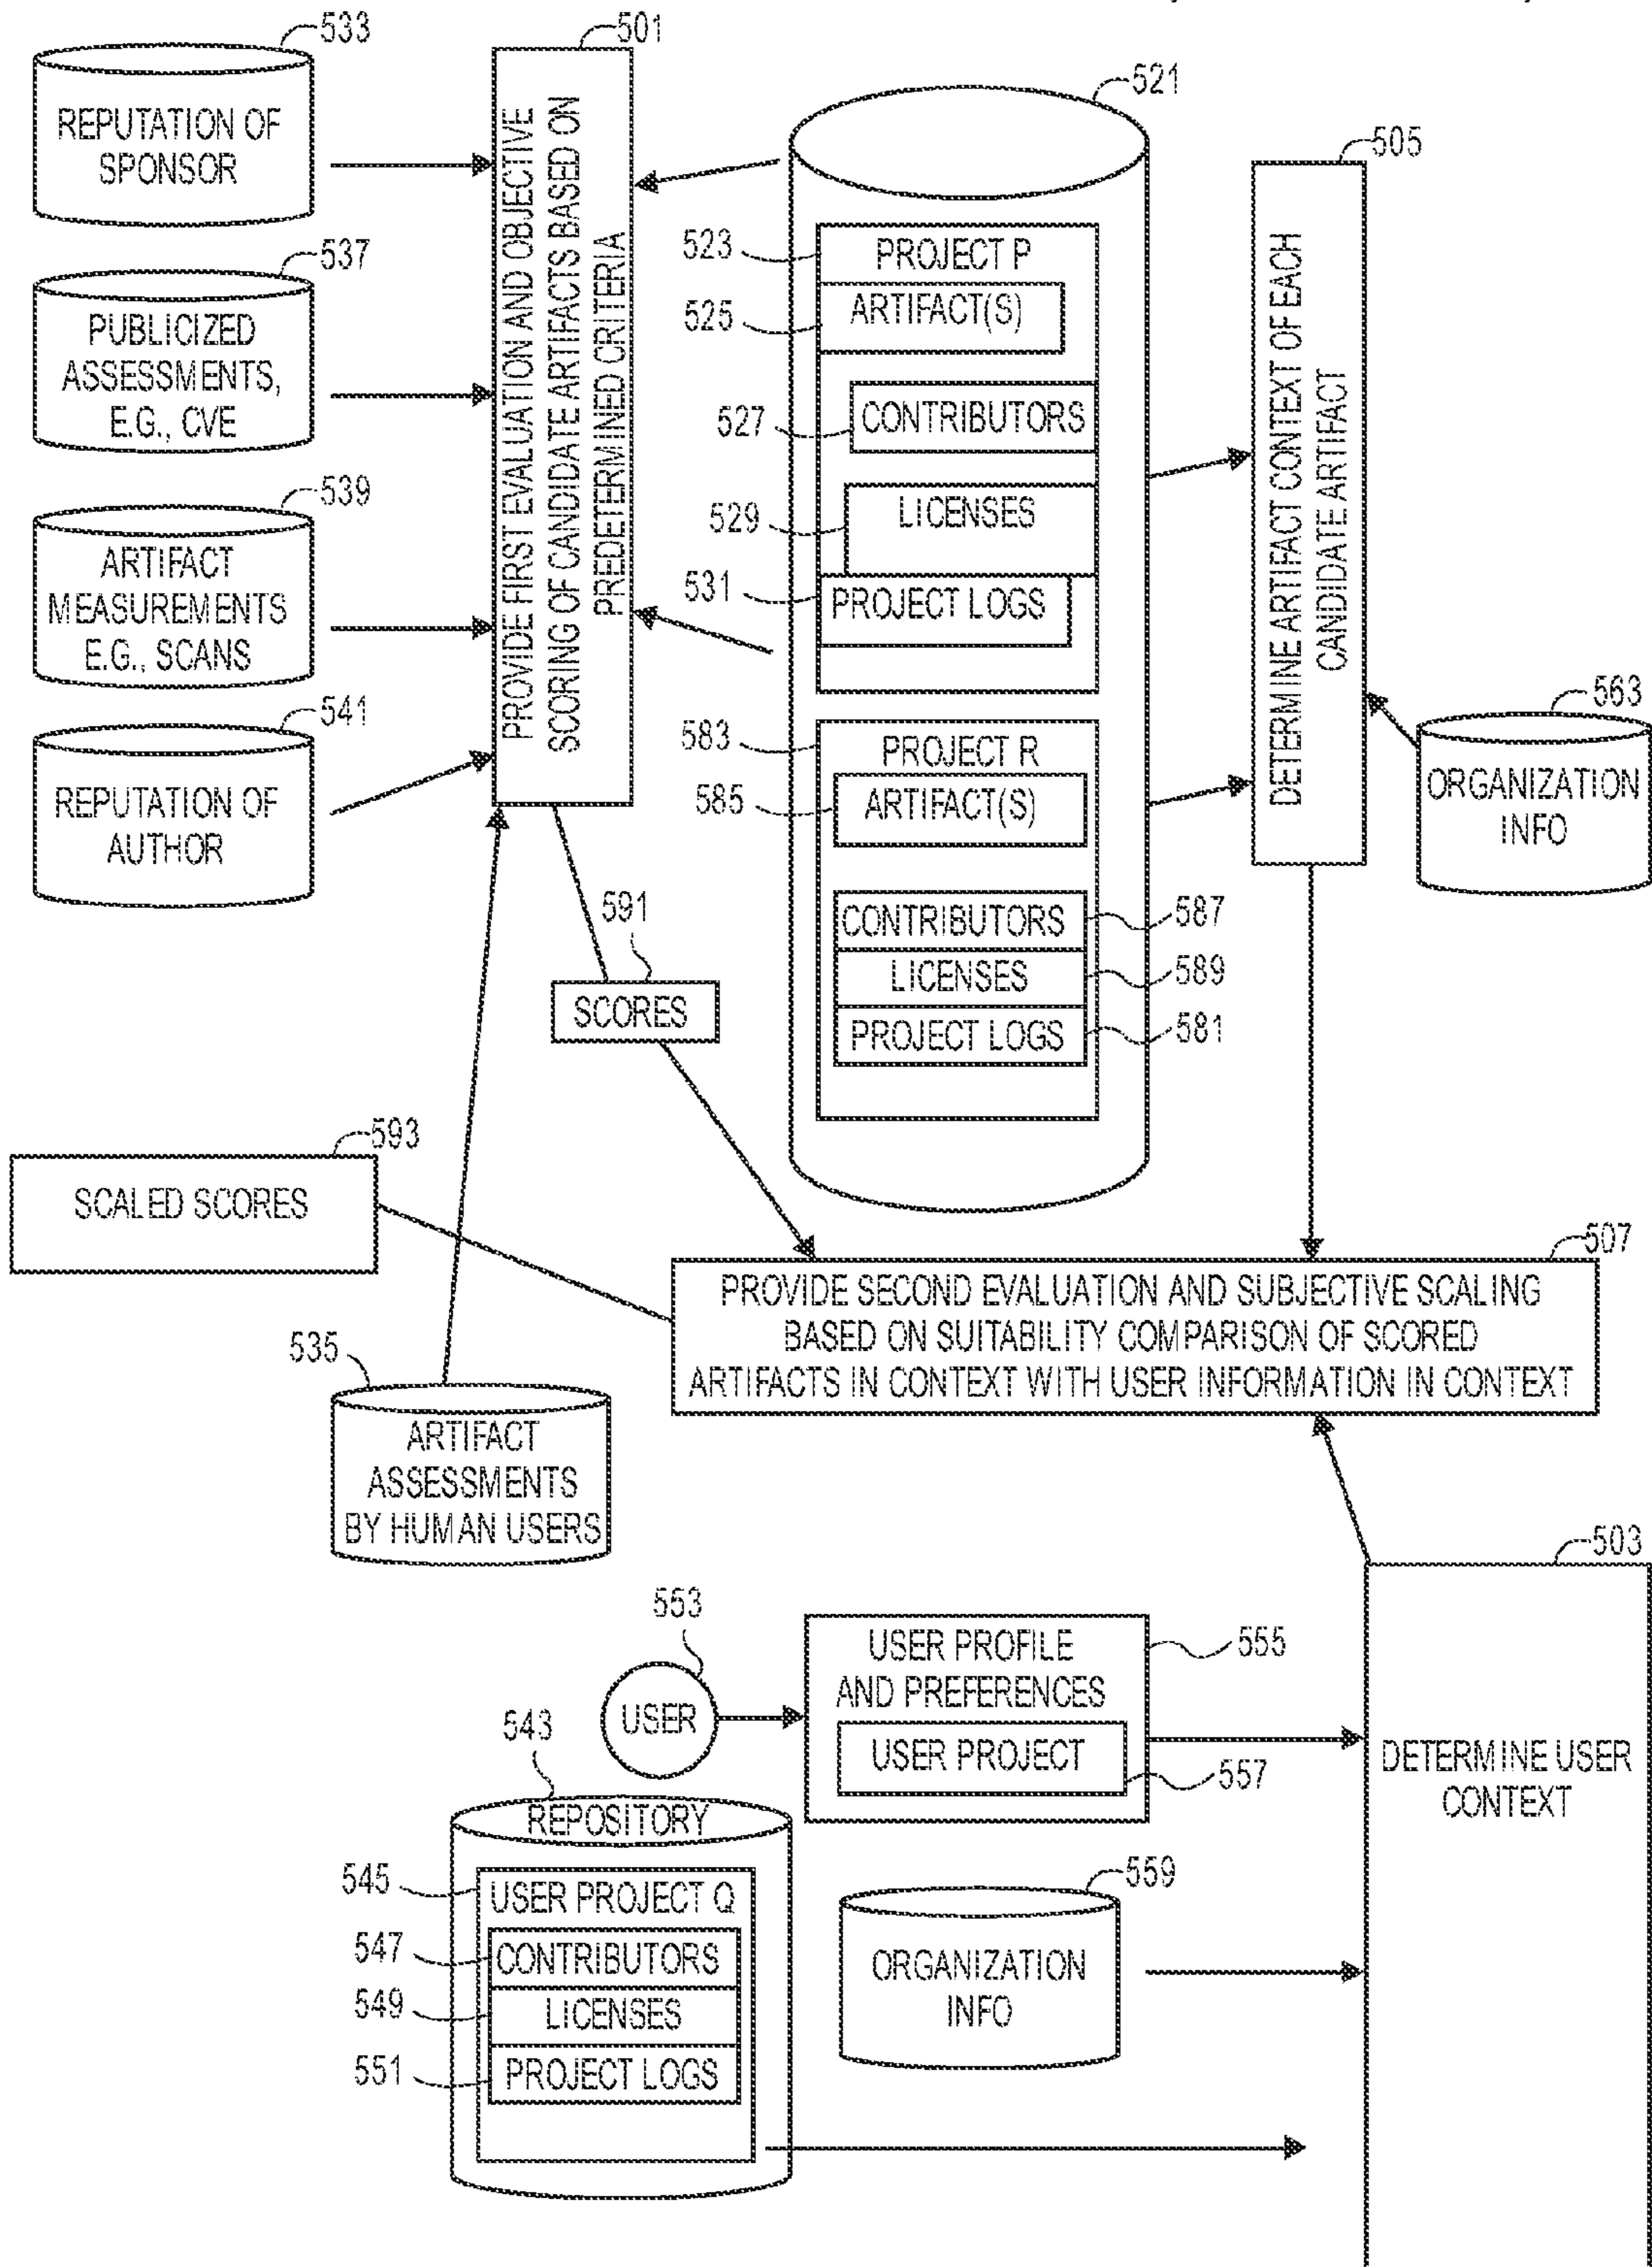 533
REPUTATION OF
SPONSOR
537
PUBLICIZED
ASSESSMENTS,
E.G., CVE
539
ARTIFACT
MEASUREMENTS
E.G., SCANS
541
REPUTATION OF
AUTHOR
501
PROVIDE FIRST EVALUATION AND OBJECTIVE
SCORING OF CANDIDATE ARTIFACTS BASED ON
PREDETERMINED CRITERIA
521
523
PROJECT P
525
ARTIFACT(S)
527
CONTRIBUTORS
529
LICENSES
531
PROJECT LOGS
583
PROJECT R
585
ARTIFACT(S)
CONTRIBUTORS
587
LICENSES
589
PROJECT LOGS
581
505
DETERMINE ARTIFACT CONTEXT OF EACH
CANDIDATE ARTIFACT
563
ORGANIZATION
INFO
591
SCORES
593
SCALED SCORES
507
PROVIDE SECOND EVALUATION AND SUBJECTIVE SCALING
BASED ON SUITABILITY COMPARISON OF SCORED
ARTIFACTS IN CONTEXT WITH USER INFORMATION IN CONTEXT
535
ARTIFACT
ASSESSMENTS
BY HUMAN USERS
503
DETERMINE USER
CONTEXT
553
USER
555
USER PROFILE
AND PREFERENCES
USER PROJECT
557
543
REPOSITORY
545
USER PROJECT Q
547
CONTRIBUTORS
549
LICENSES
551
PROJECT LOGS
559
ORGANIZATION
INFO